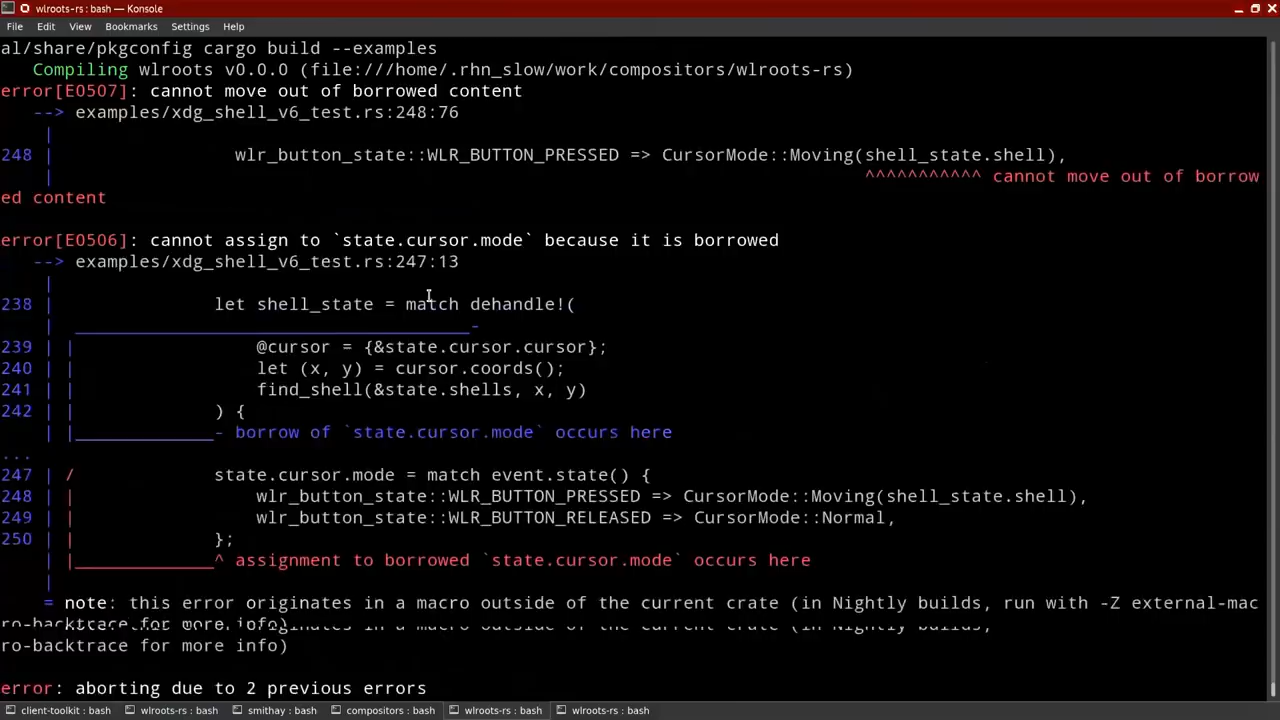 wlroots-rs : bash — Konsole
File Edit View Bookmarks Settings Help
al/share/pkgconfig cargo build --examples
   Compiling wlroots v0.0.0 (file:///home/.rhn_slow/work/compositors/wlroots-rs)
error[E0507]: cannot move out of borrowed content
   --> examples/xdg_shell_v6_test.rs:248:76
    |
248 |                 wlr_button_state::WLR_BUTTON_PRESSED => CursorMode::Moving(shell_state.shell),
    |                                                                            ^^^^^^^^^^^ cannot move out of borrow
ed content
error[E0506]: cannot assign to `state.cursor.mode` because it is borrowed
   --> examples/xdg_shell_v6_test.rs:247:13
    |
238 |               let shell_state = match dehandle!(
    |  _____________________________________-
239 | |                 @cursor = {&state.cursor.cursor};
240 | |                 let (x, y) = cursor.coords();
241 | |                 find_shell(&state.shells, x, y)
242 | |             ) {
    | |_____________- borrow of `state.cursor.mode` occurs here
...
247 | /             state.cursor.mode = match event.state() {
248 | |                 wlr_button_state::WLR_BUTTON_PRESSED => CursorMode::Moving(shell_state.shell),
249 | |                 wlr_button_state::WLR_BUTTON_RELEASED => CursorMode::Normal,
250 | |             };
    | |_____________^ assignment to borrowed `state.cursor.mode` occurs here
    |
    = note: this error originates in a macro outside of the current crate (in Nightly builds, run with -Z external-mac
ro-backtrace for more info)
ro-backtrace for more info)
error: aborting due to 2 previous errors
client-toolkit : bash wlroots-rs : bash smithay : bash compositors : bash wlroots-rs : bash wlroots-rs : bash